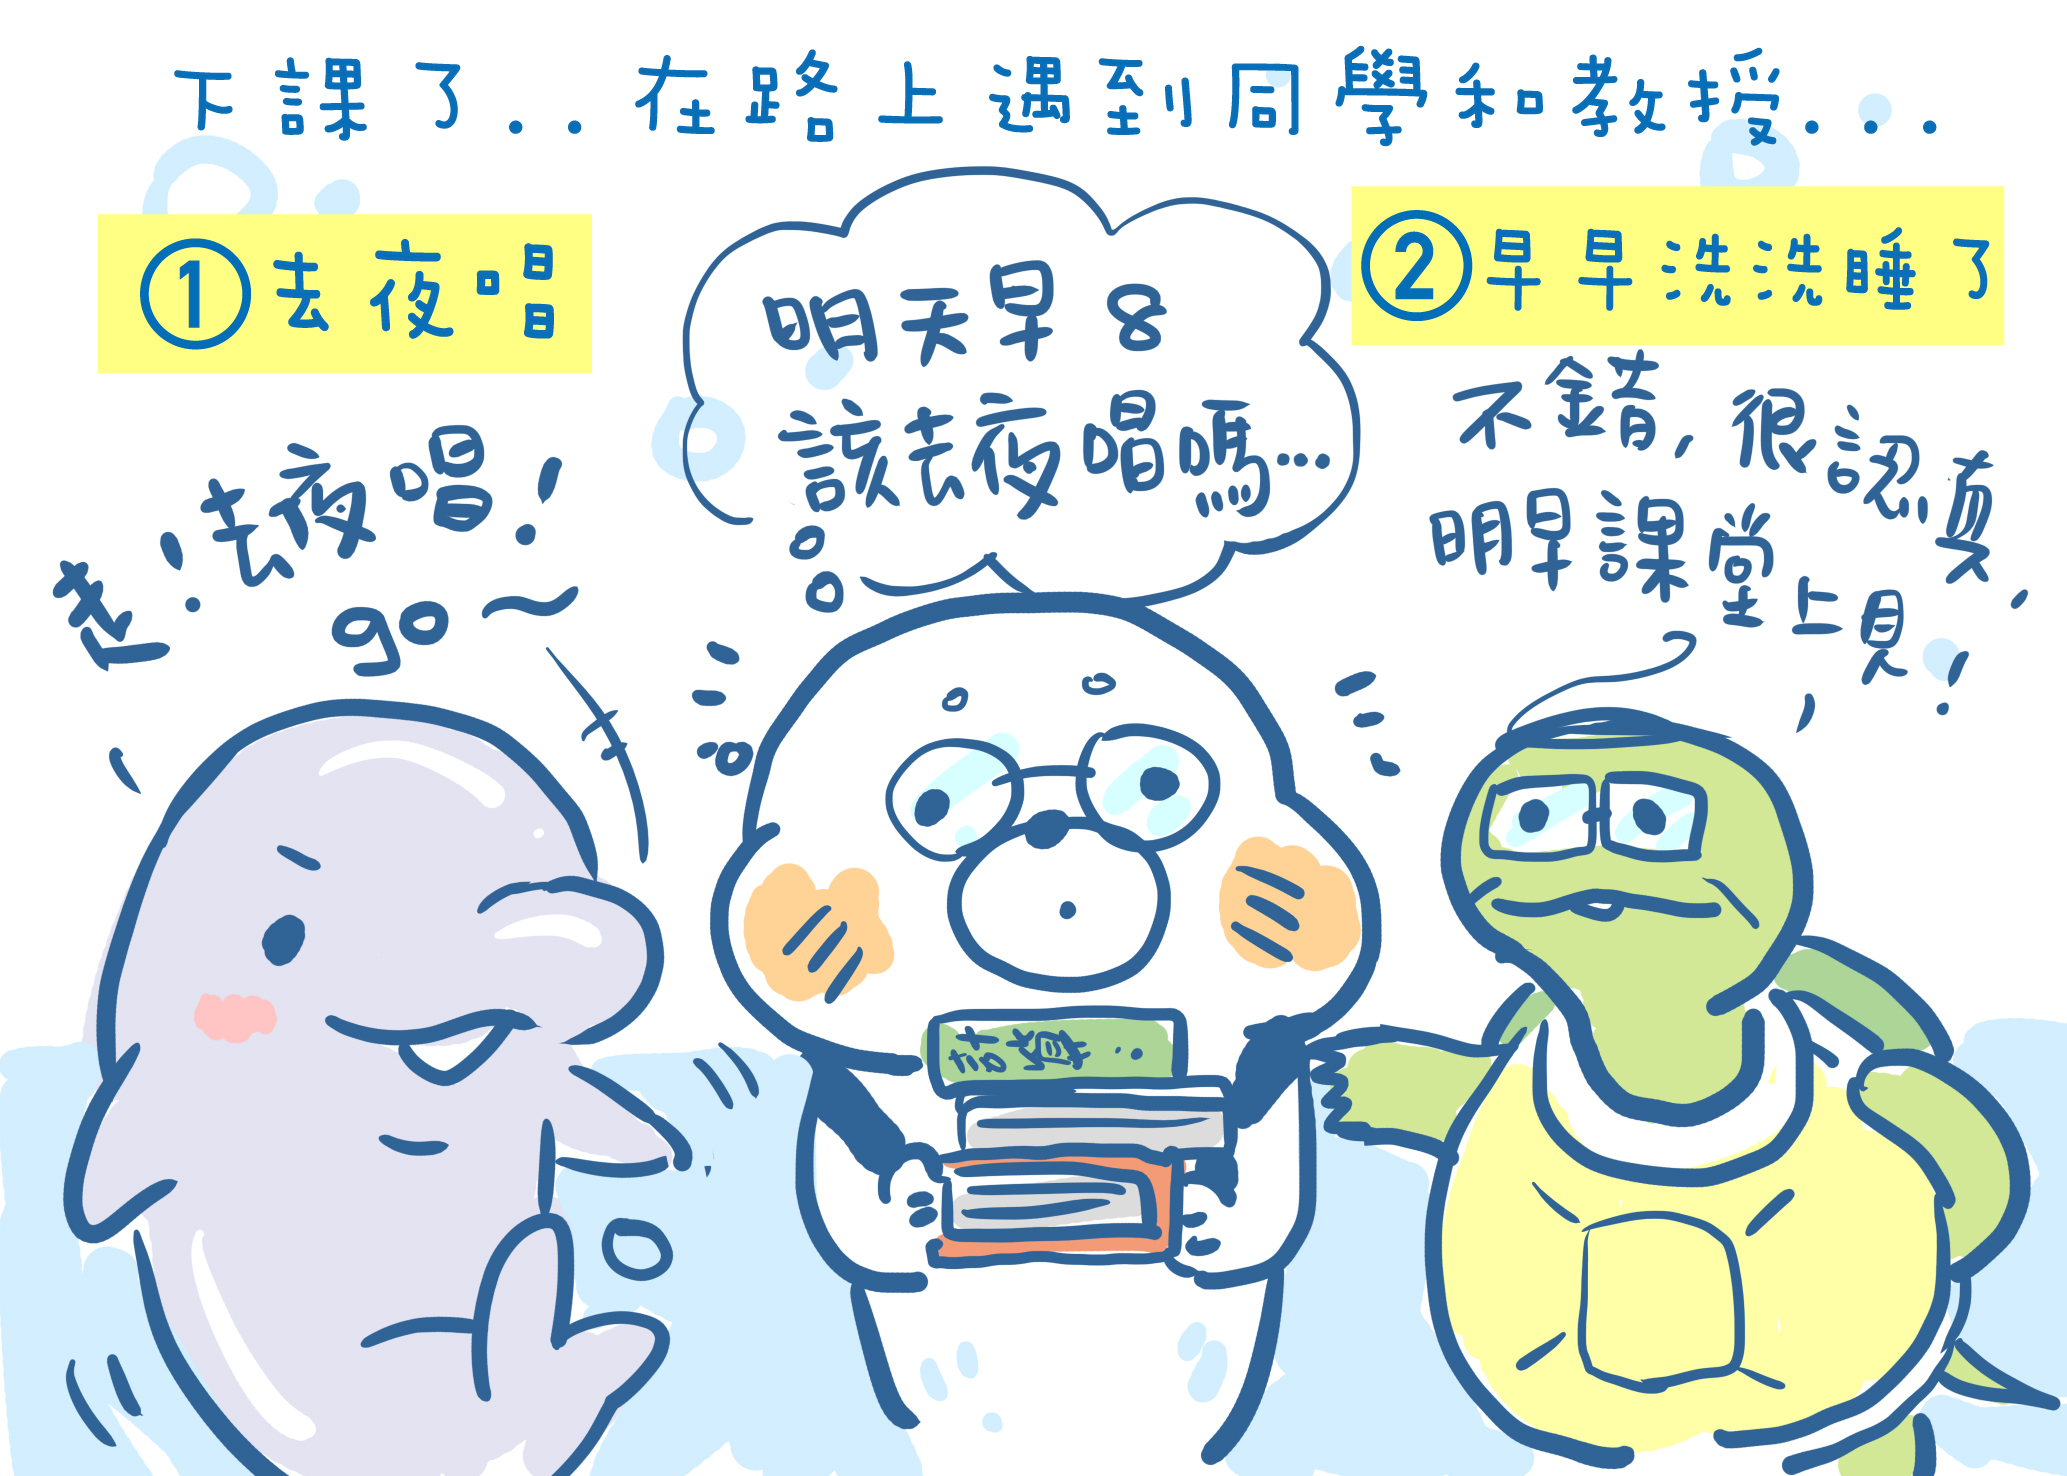 下課了..在路上遇到同學和教授...
①去夜唱
②早早洗洗睡了
明天早8
該去夜唱嗎...
走!去夜唱!
go～
不錯,很認真,
明早課堂上見!